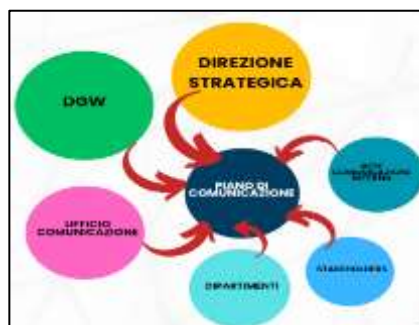 DIREZIONE
STRATEGICA
DGW
PIANO DI
COMUNICAZIONE
UFFICIO
COMUNICAZIONE
DIPARTIMENTI
STAKEHOLDERS